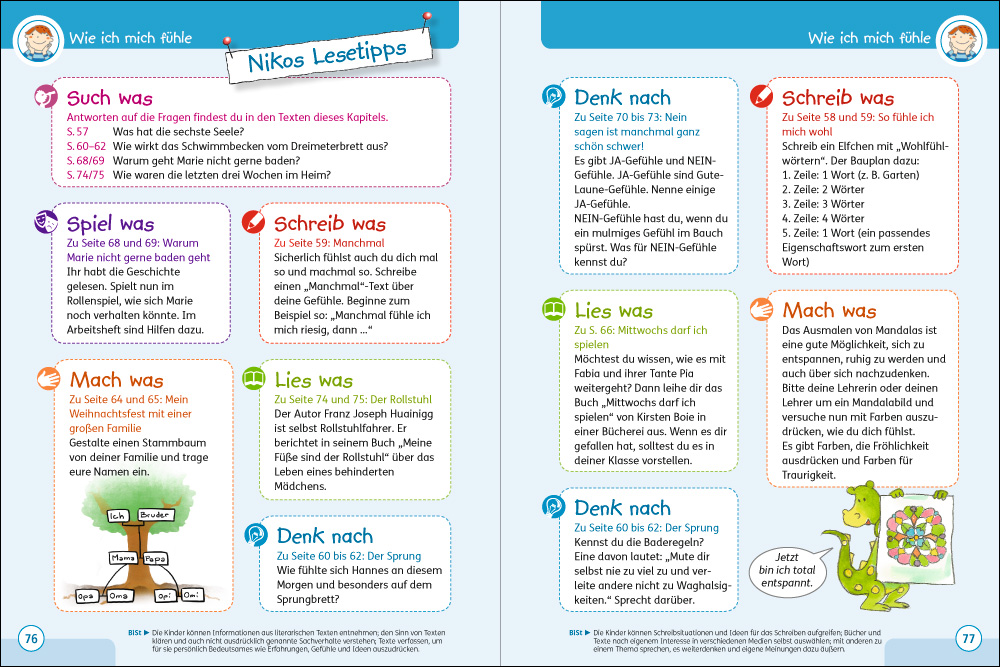 Wie ich mich fühle
Nikos Lesetipps
Such was
Antworten auf die Fragen findest du in den Texten dieses Kapitels.
S. 57 Was hat die sechste Seele?
S. 60–62 Wie wirkt das Schwimmbecken vom Dreimeterbrett aus?
S. 68/69 Warum geht Marie nicht gerne baden?
S. 74/75 Wie waren die letzten drei Wochen im Heim?
Spiel was
Zu Seite 68 und 69: Warum
Marie nicht gerne baden geht
Ihr habt die Geschichte
gelesen. Spielt nun im
Rollenspiel, wie sich Marie
noch verhalten könnte. Im
Arbeitsheft sind Hilfen dazu.
Schreib was
Zu Seite 59: Manchmal
Sicherlich fühlst auch du dich mal
so und machmal so. Schreibe
einen „Manchmal“-Text über
deine Gefühle. Beginne zum
Beispiel so: „Manchmal fühle ich
mich riesig, dann ...“
Mach was
Zu Seite 64 und 65: Mein
Weihnachtsfest mit einer
großen Familie
Gestalte einen Stammbaum
von deiner Familie und trage
eure Namen ein.
Ich Bruder
Mama Papa
Opa Oma Opi Omi
Lies was
Zu Seite 74 und 75: Der Rollstuhl
Der Autor Franz Joseph Huainigg
ist selbst Rollstuhlfahrer. Er
berichtet in seinem Buch „Meine
Füße sind der Rollstuhl“ über das
Leben eines behinderten
Mädchens.
Denk nach
Zu Seite 60 bis 62: Der Sprung
Wie fühlte sich Hannes an diesem
Morgen und besonders auf dem
Sprungbrett?
76
BiSt ► Die Kinder können Informationen aus literarischen Texten entnehmen; den Sinn von Texten
klären und auch nicht ausdrücklich genannte Sachverhalte verstehen; Texte verfassen, um
für sie persönlich Bedeutsames wie Erfahrungen, Gefühle und Ideen auszudrücken.
Wie ich mich fühle
Denk nach
Zu Seite 70 bis 73: Nein
sagen ist manchmal ganz
schön schwer!
Es gibt JA-Gefühle und NEIN-
Gefühle. JA-Gefühle sind Gute-
Laune-Gefühle. Nenne einige
JA-Gefühle.
NEIN-Gefühle hast du, wenn du
ein mulmiges Gefühl im Bauch
spürst. Was für NEIN-Gefühle
kennst du?
Schreib was
Zu Seite 58 und 59: So fühle ich
mich wohl
Schreib ein Elfchen mit „Wohlfühl-
wörtern“. Der Bauplan dazu:
1. Zeile: 1 Wort (z. B. Garten)
2. Zeile: 2 Wörter
3. Zeile: 3 Wörter
4. Zeile: 4 Wörter
5. Zeile: 1 Wort (ein passendes
Eigenschaftswort zum ersten
Wort)
Lies was
Zu S. 66: Mittwochs darf ich
spielen
Möchtest du wissen, wie es mit
Fabia und ihrer Tante Pia
weitergeht? Dann leihe dir das
Buch „Mittwochs darf ich
spielen“ von Kirsten Boie in
einer Bücherei aus. Wenn es dir
gefallen hat, solltest du es in
deiner Klasse vorstellen.
Mach was
Das Ausmalen von Mandalas ist
eine gute Möglichkeit, sich zu
entspannen, ruhig zu werden und
auch über sich nachzudenken.
Bitte deine Lehrerin oder deinen
Lehrer um ein Mandalabild und
versuche nun mit Farben auszu-
drücken, wie du dich fühlst.
Es gibt Farben, die Fröhlichkeit
ausdrücken und Farben für
Traurigkeit.
Denk nach
Zu Seite 60 bis 62: Der Sprung
Kennst du die Baderegeln?
Eine davon lautet: „Mute dir
selbst nie zu viel zu und ver-
leite andere nicht zu Waghalsig-
keiten.“ Sprecht darüber.
Jetzt
bin ich total
entspannt.
BiSt ► Die Kinder können Schreibsituationen und Ideen für das Schreiben aufgreifen; Bücher und
Texte nach eigenem Interesse in verschiedenen Medien selbst auswählen; mit anderen zu
einem Thema sprechen, es weiterdenken und eigene Meinungen dazu äußern.
77